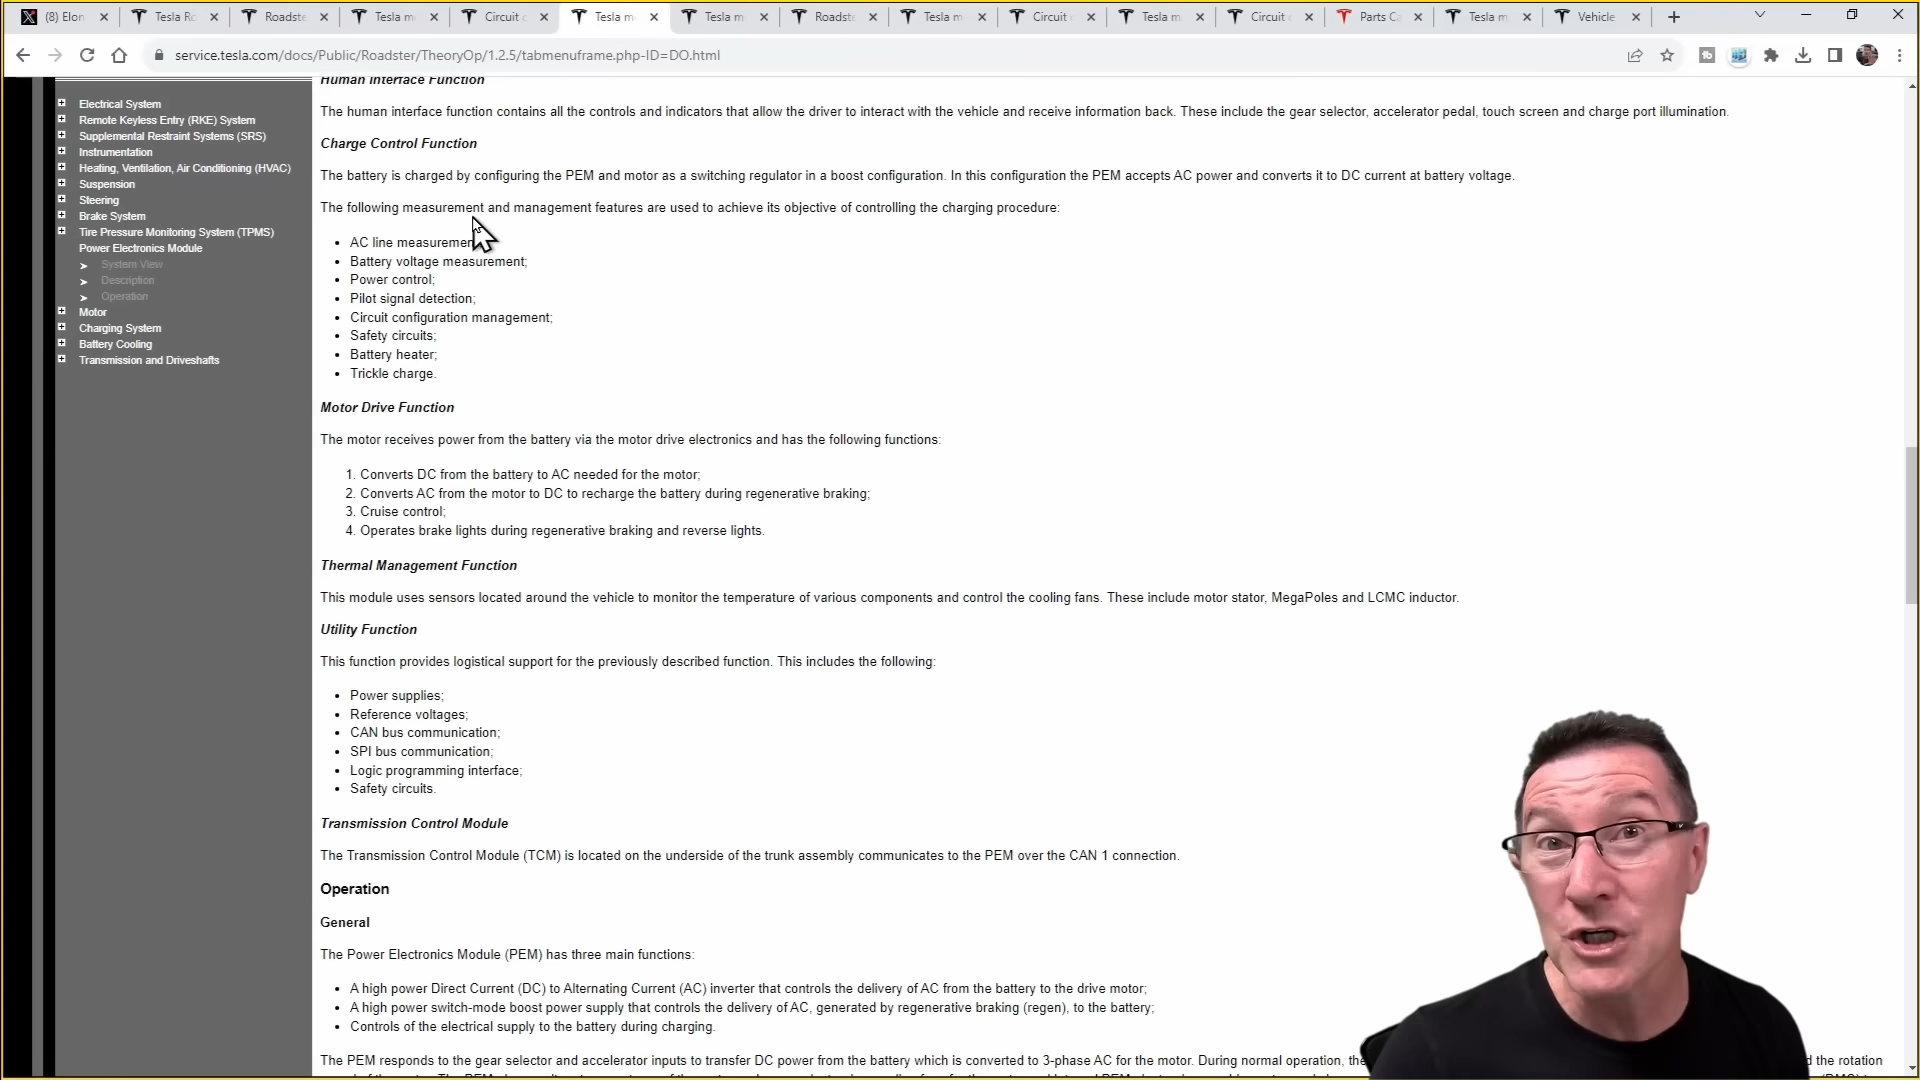 (8) Elon
Tesla Ro
Roadste
Tesla m
Circuit
Tesla m
Tesla m
Roadste
Tesla m
Circuit
Tesla m
Circuit
Parts Ca
Tesla m
Vehicle
service.tesla.com/docs/Public/Roadster/TheoryOp/1.2.5/tabmenuframe.php-ID=DO.html
Electrical System
Remote Keyless Entry (RKE) System
Supplemental Restraint Systems (SRS)
Instrumentation
Heating, Ventilation, Air Conditioning (HVAC)
Suspension
Steering
Brake System
Tire Pressure Monitoring System (TPMS)
Power Electronics Module
System View
Description
Operation
Motor
Charging System
Battery Cooling
Transmission and Driveshafts
Human Interface Function
The human interface function contains all the controls and indicators that allow the driver to interact with the vehicle and receive information back. These include the gear selector, accelerator pedal, touch screen and charge port illumination.
Charge Control Function
The battery is charged by configuring the PEM and motor as a switching regulator in a boost configuration. In this configuration the PEM accepts AC power and converts it to DC current at battery voltage.
The following measurement and management features are used to achieve its objective of controlling the charging procedure:
• AC line measuremen
• Battery voltage measurement;
• Power control;
• Pilot signal detection;
• Circuit configuration management;
• Safety circuits;
• Battery heater;
• Trickle charge.
Motor Drive Function
The motor receives power from the battery via the motor drive electronics and has the following functions:
1. Converts DC from the battery to AC needed for the motor;
2. Converts AC from the motor to DC to recharge the battery during regenerative braking;
3. Cruise control;
4. Operates brake lights during regenerative braking and reverse lights.
Thermal Management Function
This module uses sensors located around the vehicle to monitor the temperature of various components and control the cooling fans. These include motor stator, MegaPoles and LCMC inductor.
Utility Function
This function provides logistical support for the previously described function. This includes the following:
• Power supplies;
• Reference voltages;
• CAN bus communication;
• SPI bus communication;
• Logic programming interface;
• Safety circuits.
Transmission Control Module
The Transmission Control Module (TCM) is located on the underside of the trunk assembly communicates to the PEM over the CAN 1 connection.
Operation
General
The Power Electronics Module (PEM) has three main functions:
• A high power Direct Current (DC) to Alternating Current (AC) inverter that controls the delivery of AC from the battery to the drive motor;
• A high power switch-mode boost power supply that controls the delivery of AC, generated by regenerative braking (regen), to the battery;
• Controls of the electrical supply to the battery during charging.
The PEM responds to the gear selector and accelerator inputs to transfer DC power from the battery which is converted to 3-phase AC for the motor. During normal operation, the d the rotation